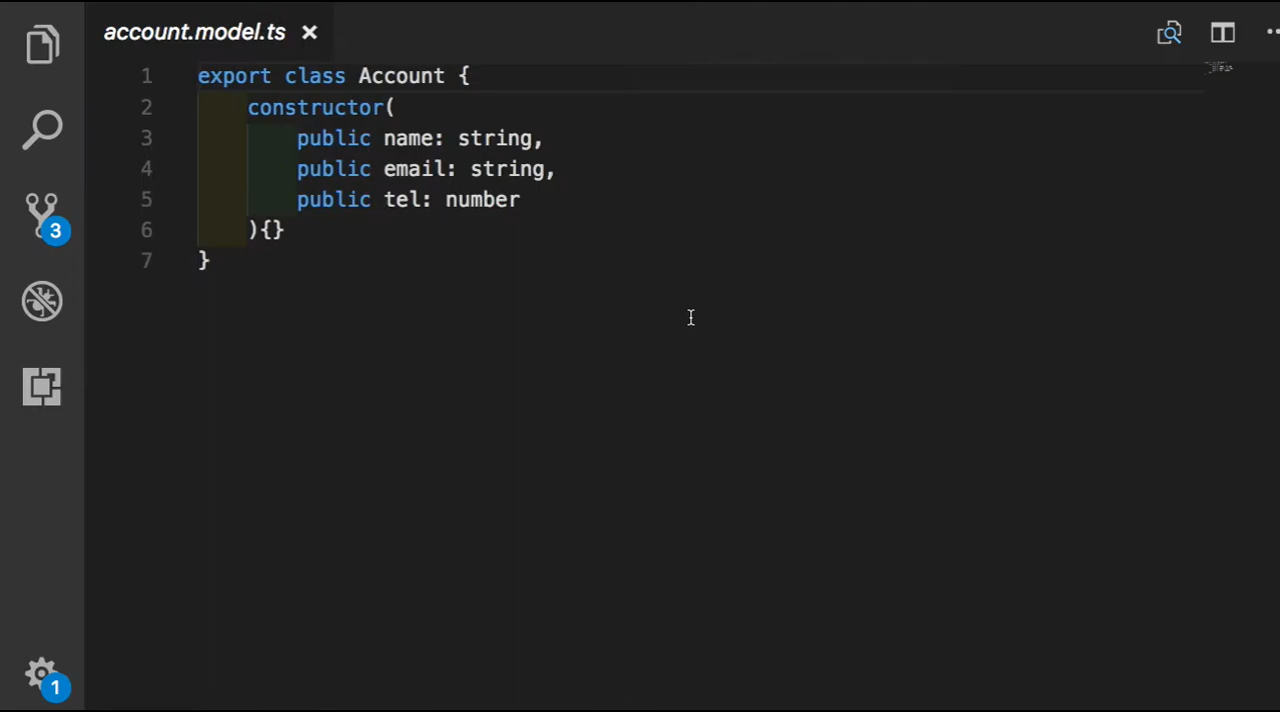 account.model.ts ×
1 export class Account {
2 constructor(
3 public name: string,
4 public email: string,
5 public tel: number
6 ){}
7 }
3
1